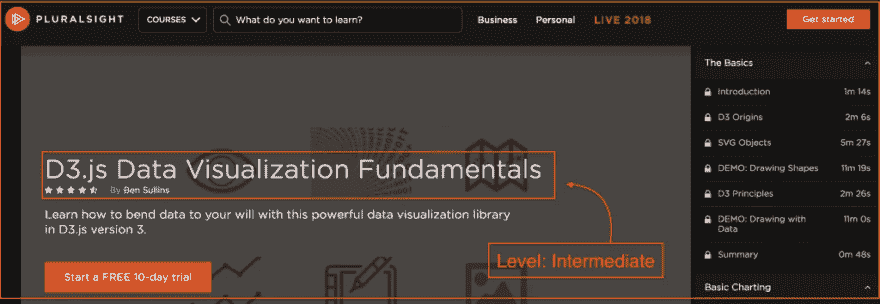 PLURALSIGHT COURSES What do you want to learn? Business Personal LIVE 2018 Get started
D3.js Data Visualization Fundamentals
By Ben Sullins
Learn how to bend data to your will with this powerful data visualization library
in D3.js version 3.
Start a FREE 10-day trial
Level: Intermediate
The Basics
Introduction 1m 14s
D3 Origins 2m 6s
SVG Objects 5m 27s
DEMO: Drawing Shapes 11m 19s
D3 Principles 2m 26s
DEMO: Drawing with 11m 0s
Data
Summary 0m 48s
Basic Charting